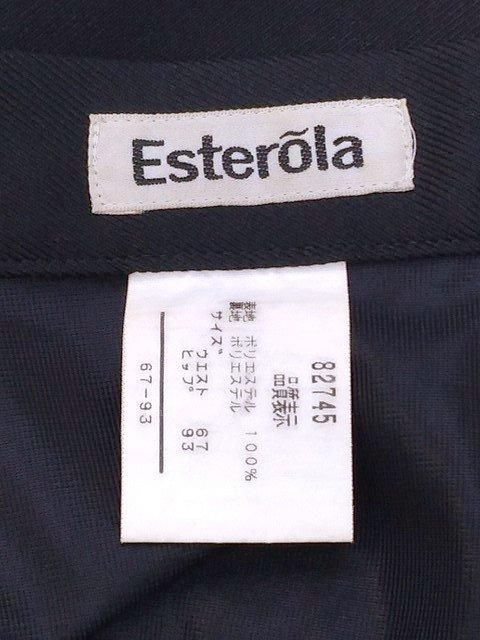 Esterõla
82745
品質表示
表地 ポリエステル 100%
裏地 ポリエステル
サイズ
ウエスト 67
ヒップ 93
67-93